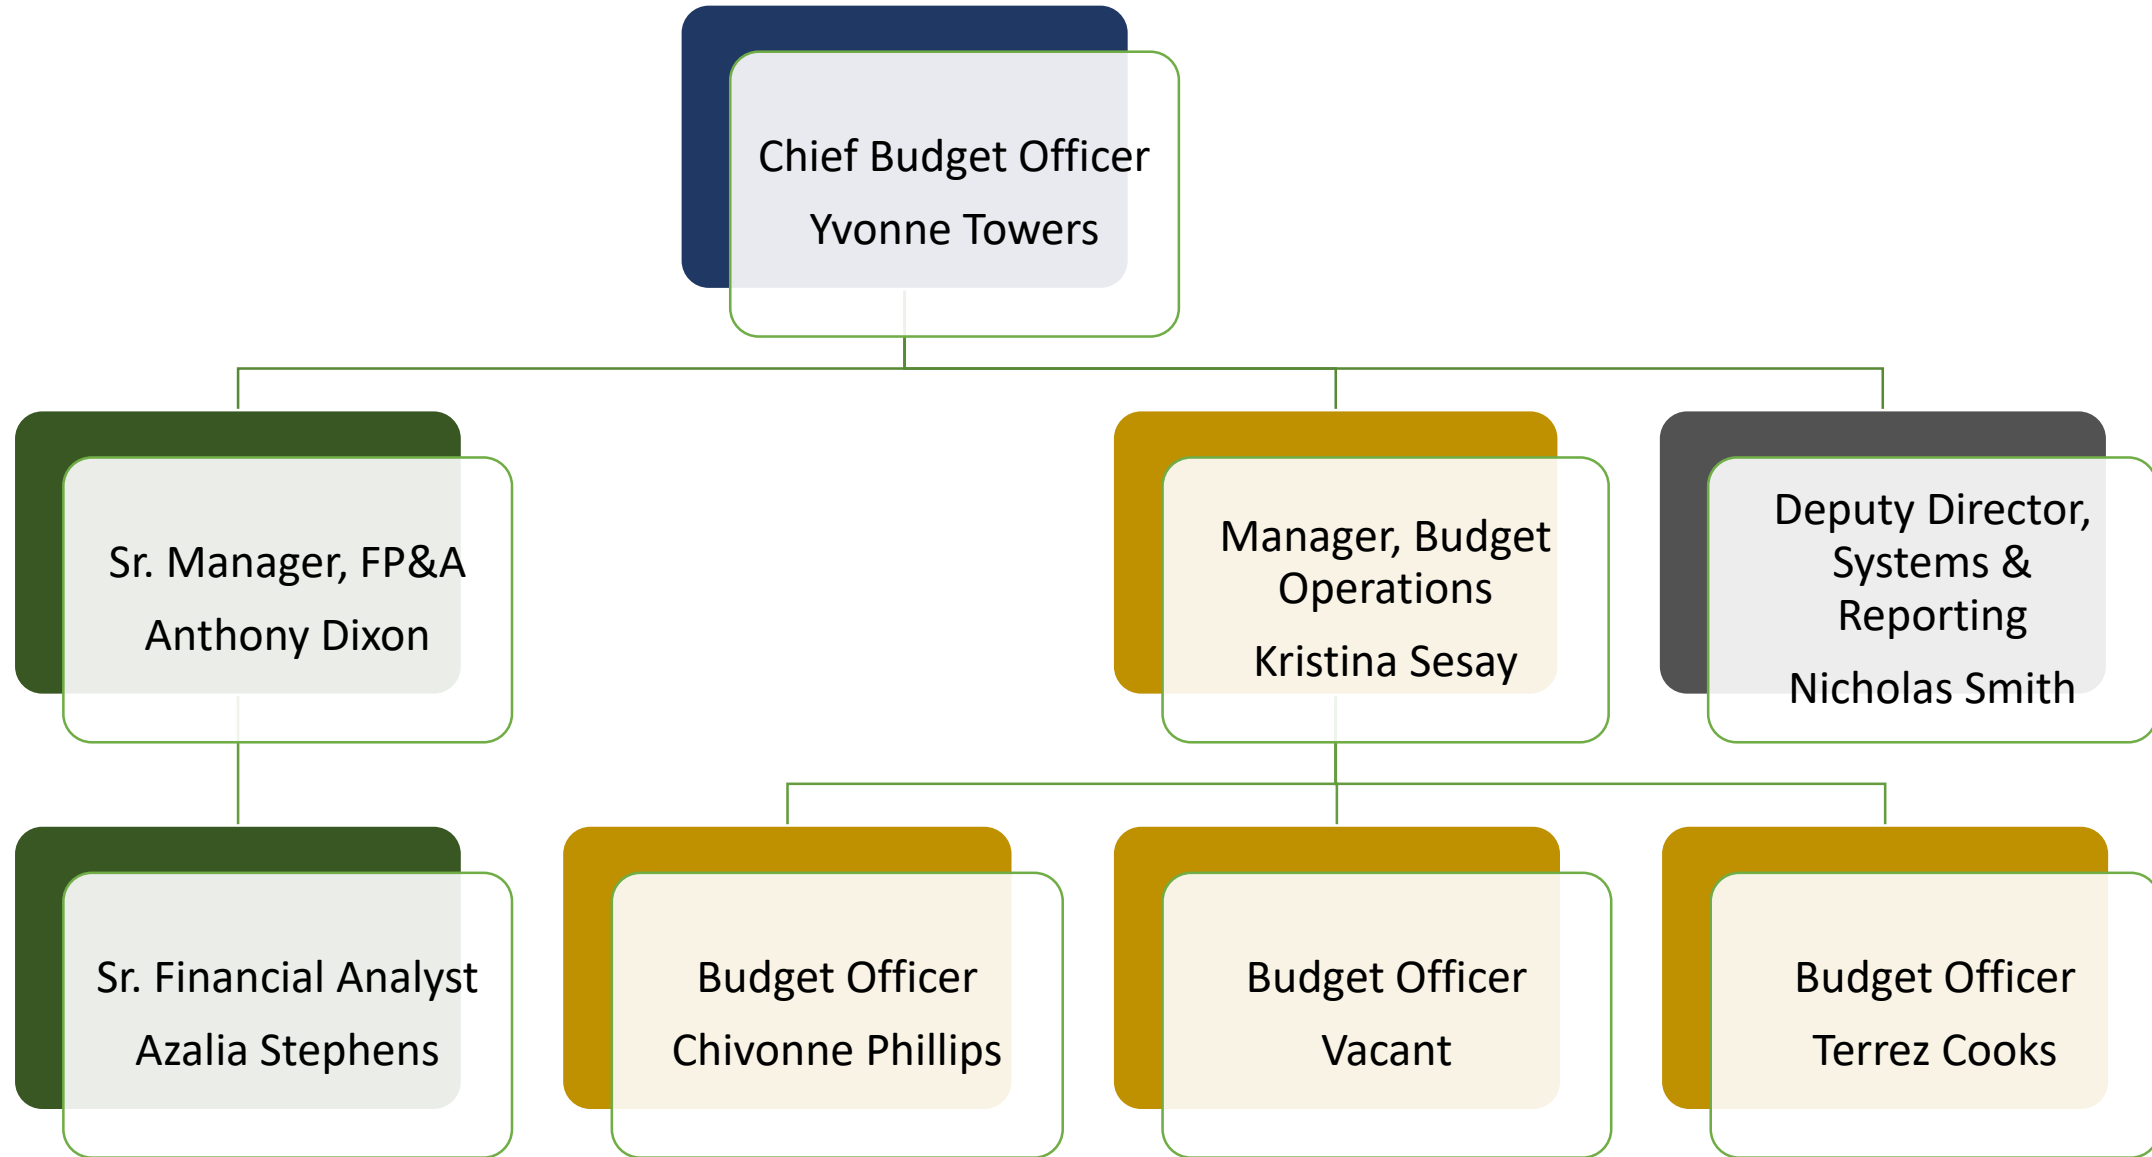 Chief Budget Officer
Yvonne Towers
Sr. Manager, FP&A
Anthony Dixon
Manager, Budget
Operations
Kristina Sesay
Deputy Director,
Systems &
Reporting
Nicholas Smith
Sr. Financial Analyst
Azalia Stephens
Budget Officer
Chivonne Phillips
Budget Officer
Vacant
Budget Officer
Terrez Cooks